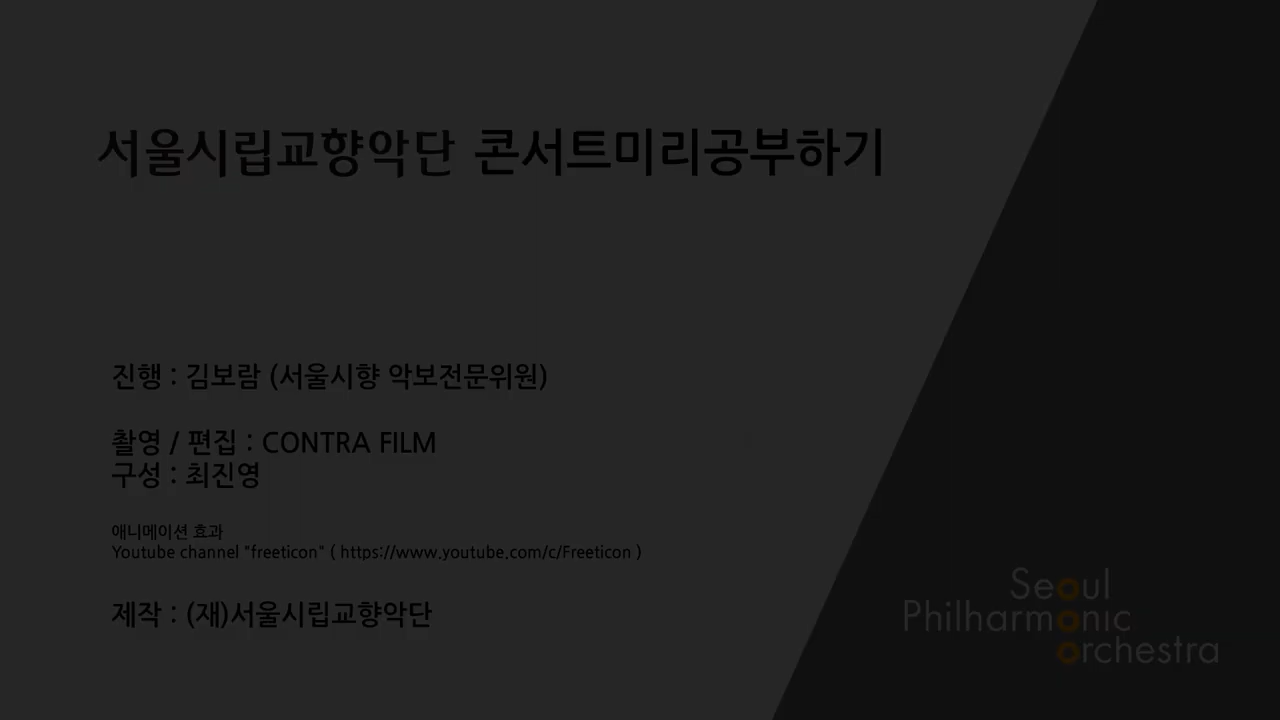 서울시립교향악단 콘서트미리공부하기
진행 : 김보람 (서울시향 악보전문위원)
촬영 / 편집 : CONTRA FILM
구성 : 최진영
애니메이션 효과
Youtube channel "freeticon" ( https://www.youtube.com/c/Freeticon )
제작 : (재)서울시립교향악단
Seoul
Philharmonic
orchestra